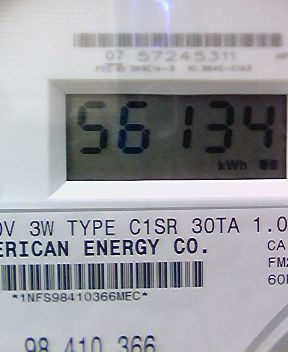 07 57245311
56134
kWh
0V 3W TYPE C1SR 30TA 1.0
ERICAN ENERGY CO.
CA
FM2
60H
*1NFS98410366MEC*
98 410 366